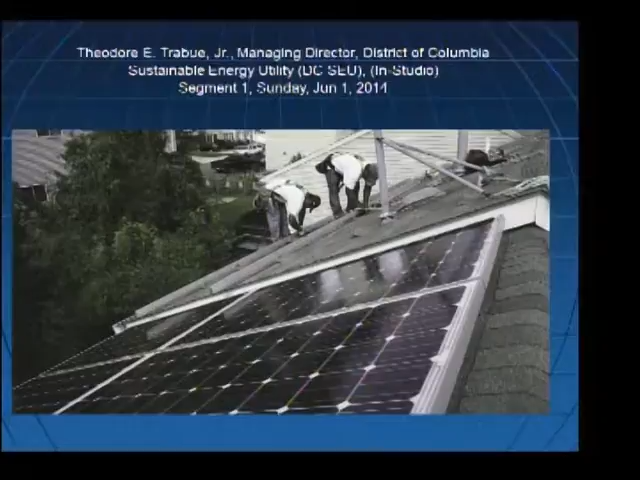 Theodore E. Trabue, Jr., Managing Director, District of Columbia
Sustainable Energy Utility (DC SEU), (In-Studio)
Segment 1, Sunday, Jun 1, 2014